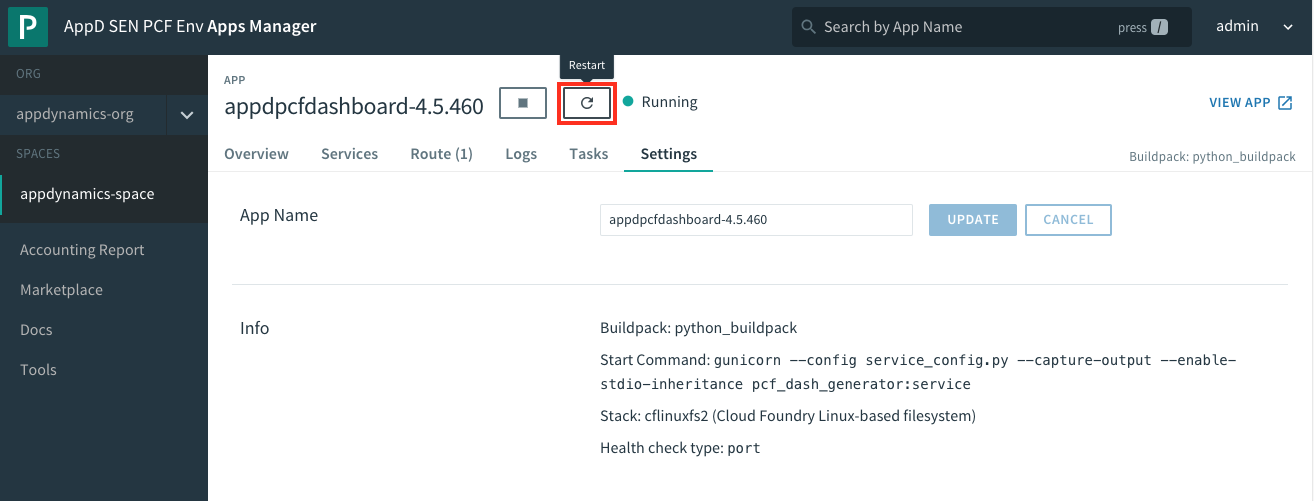 P AppD SEN PCF Env Apps Manager
Search by App Name press /
admin
ORG
appdynamics-org
SPACES
appdynamics-space
Accounting Report
Marketplace
Docs
Tools
Restart
APP
appdpcfdashboard-4.5.460
Running
VIEW APP
Overview Services Route (1) Logs Tasks Settings
Buildpack: python_buildpack
App Name
appdpcfdashboard-4.5.460
UPDATE CANCEL
Info
Buildpack: python_buildpack
Start Command: gunicorn --config service_config.py --capture-output --enable-
stdio-inheritance pcf_dash_generator:service
Stack: cflinuxfs2 (Cloud Foundry Linux-based filesystem)
Health check type: port